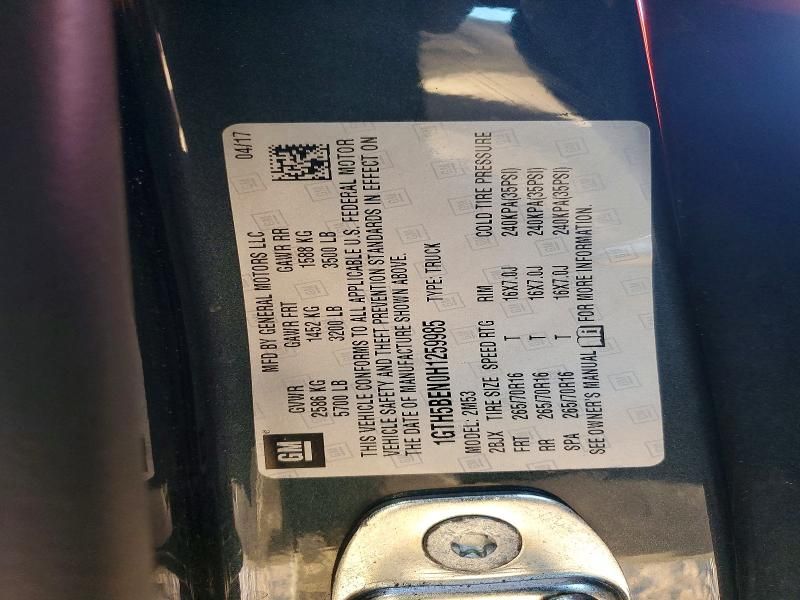 GM
MFD BY GENERAL MOTORS LLC 04/17
GVWR GAWR FRT GAWR RR
2586 KG 1452 KG 1588 KG
5700 LB 3200 LB 3500 LB
THIS VEHICLE CONFORMS TO ALL APPLICABLE U.S. FEDERAL MOTOR
VEHICLE SAFETY AND THEFT PREVENTION STANDARDS IN EFFECT ON
THE DATE OF MANUFACTURE SHOWN ABOVE.
1GTH5BEN0H1259985 TYPE: TRUCK
MODEL: 2M53
2BJX TIRE SIZE SPEED RTG RIM COLD TIRE PRESSURE
FRT 265/70R16 T 16X7.0J 240KPA(35PSI)
RR 265/70R16 T 16X7.0J 240KPA(35PSI)
SPA 265/70R16 T 16X7.0J 240KPA(35PSI)
SEE OWNER'S MANUAL FOR MORE INFORMATION.